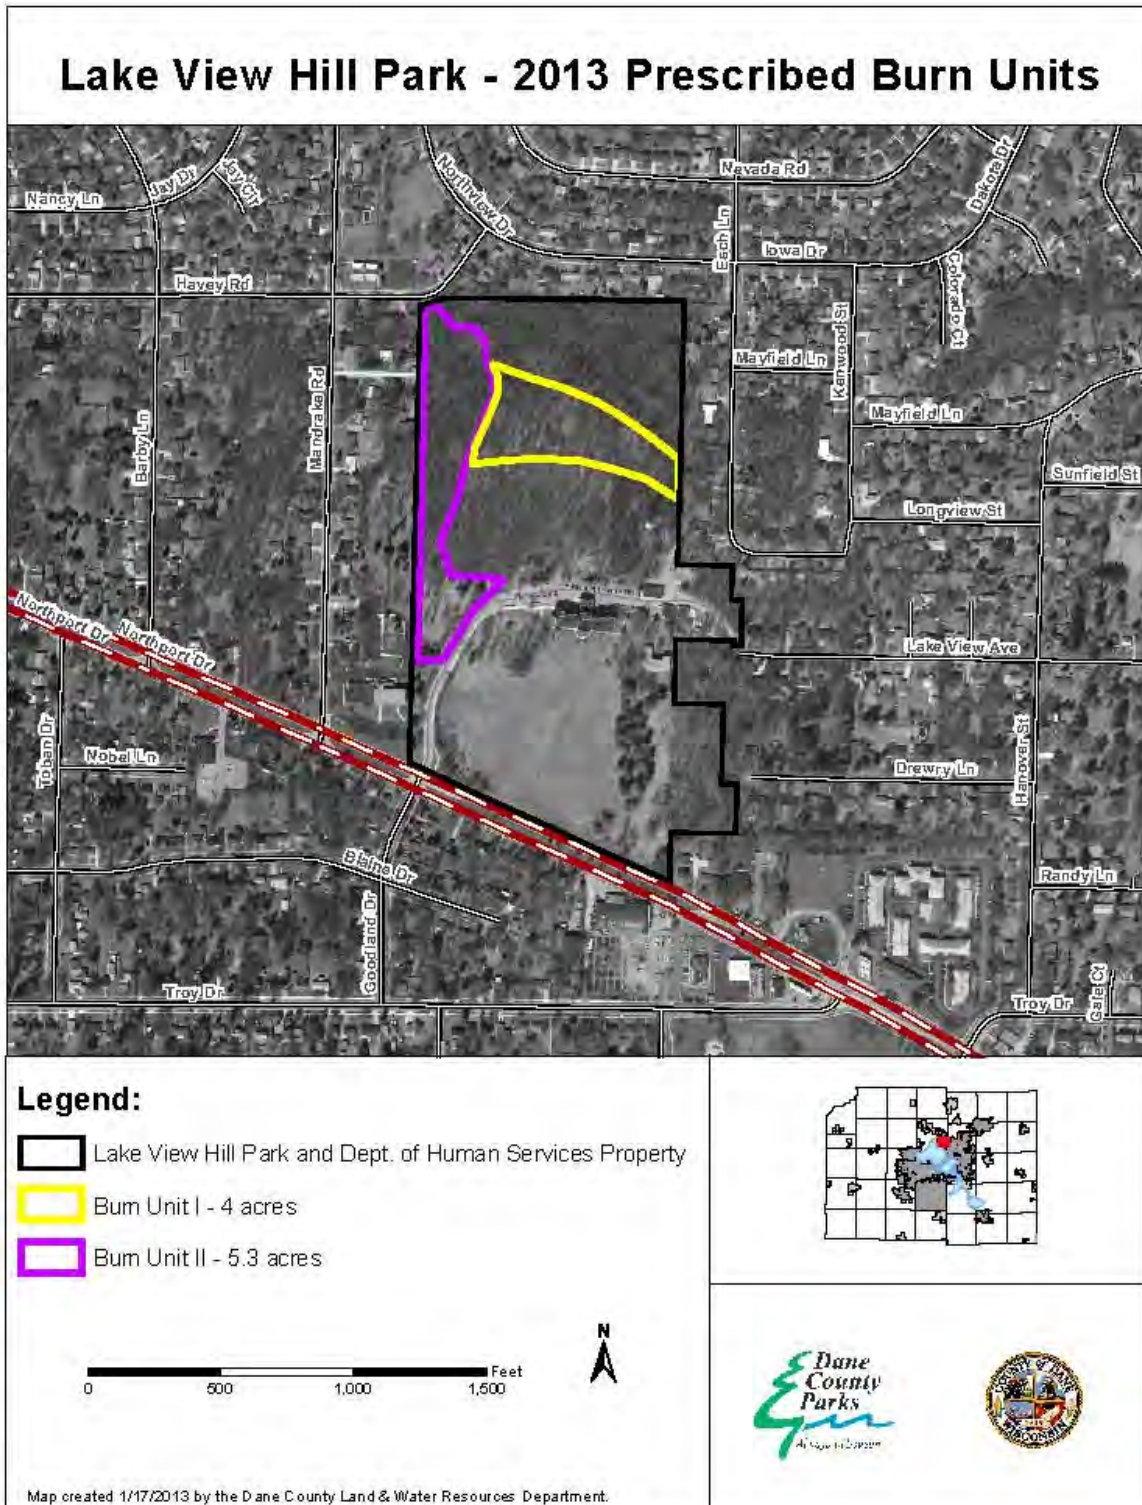 Lake View Hill Park - 2013 Prescribed Burn Units
Nancy Ln
Jay Dr
Jay Cir
Northview Dr
Nevada Rd
Dakota Dr
Esch Ln
Iowa Dr
Colorado Ct
Havey Rd
Kenwood St
Mayfield Ln
Mandrake Rd
Barby Ln
Mayfield Ln
Sunfield St
Longview St
Northport Dr
Northport Dr
Lake View Ave
Toban Dr
Nobel Ln
Drewry Ln
Hanover St
Blaine Dr
Goodland Dr
Randy Ln
Troy Dr
Troy Dr
Gale Ct
Legend:
Lake View Hill Park and Dept. of Human Services Property
Burn Unit I - 4 acres
Burn Unit II - 5.3 acres
N
Feet
0 500 1,000 1,500
Dane
County
Parks
COUNTY OF DANE
WISCONSIN
Map created 1/17/2013 by the Dane County Land & Water Resources Department.